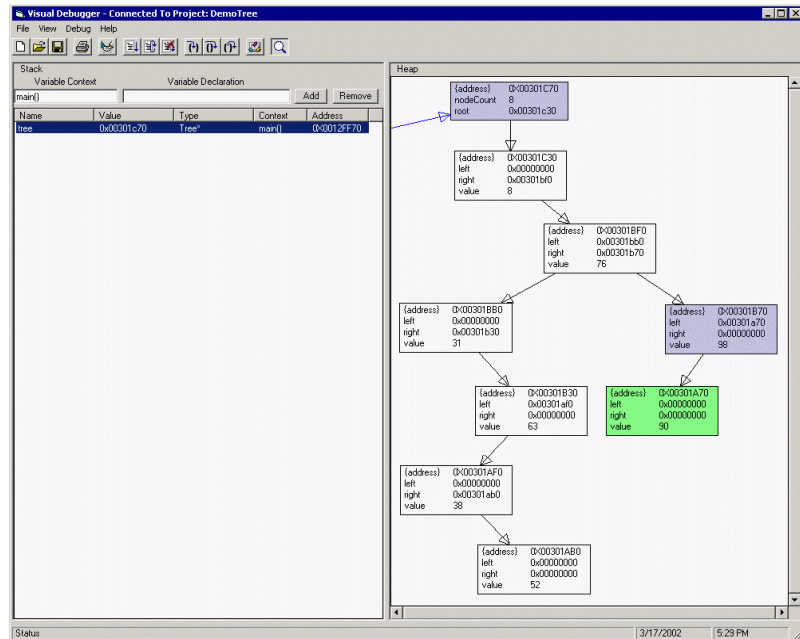 Visual Debugger - Connected To Project: DemoTree
File View Debug Help
Stack
Variable Context Variable Declaration
main() Add Remove
Name Value Type Context Address
tree 0x00301c70 Tree* main() 0X0012FF70
Heap
{address} 0X00301C70
nodeCount 8
root 0x00301c30
{address} 0X00301C30
left 0x00000000
right 0x00301bf0
value 8
{address} 0X00301BF0
left 0x00301bb0
right 0x00301b70
value 76
{address} 0X00301BB0
left 0x00000000
right 0x00301b30
value 31
{address} 0X00301B70
left 0x00301a70
right 0x00000000
value 98
{address} 0X00301B30
left 0x00301af0
right 0x00000000
value 63
{address} 0X00301A70
left 0x00000000
right 0x00000000
value 90
{address} 0X00301AF0
left 0x00000000
right 0x00301ab0
value 38
{address} 0X00301AB0
left 0x00000000
right 0x00000000
value 52
Status 3/17/2002 5:29 PM